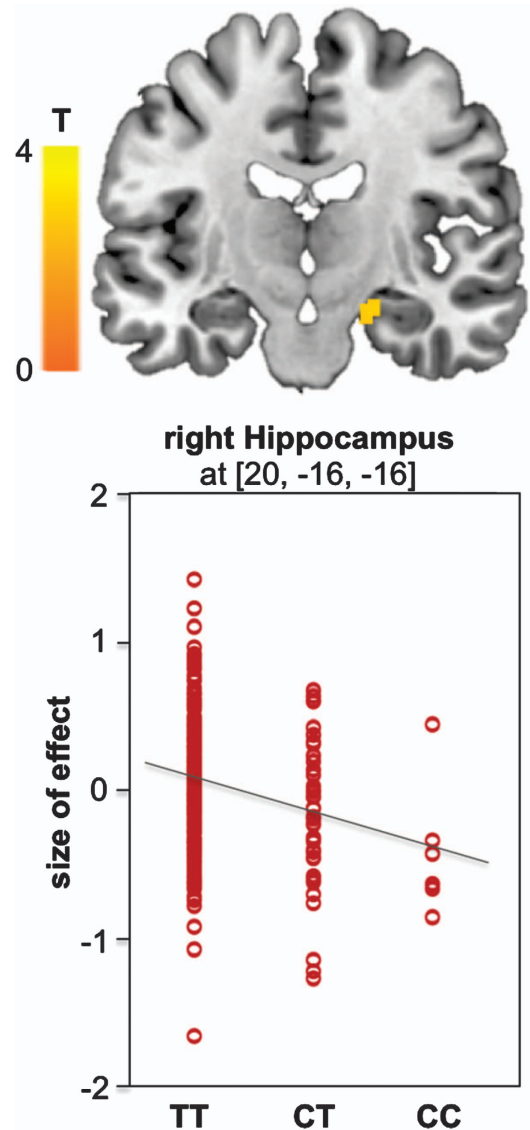 T
4
0
right Hippocampus
at [20, -16, -16]
2
1
0
-1
-2
size of effect
TT CT CC